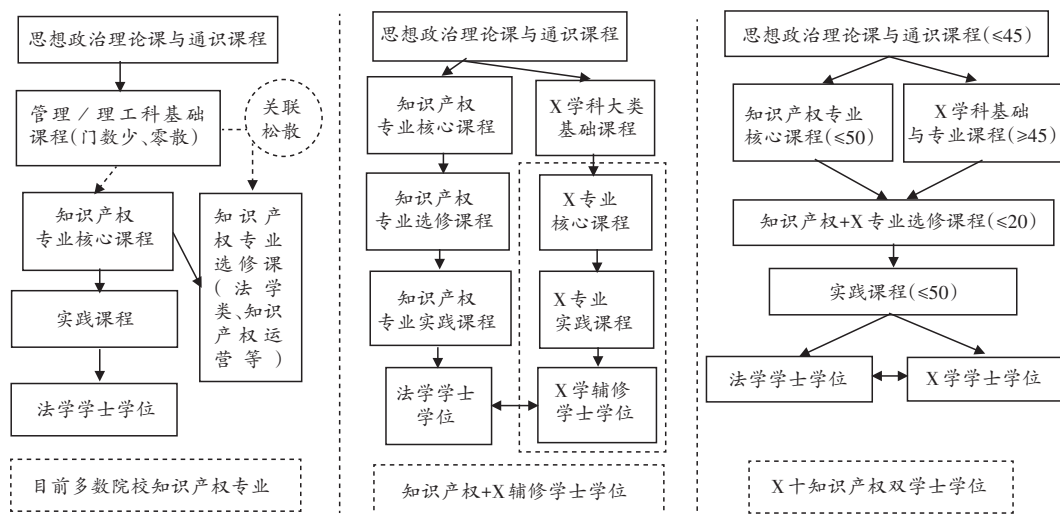 思想政治理论课与通识课程
管理/理工科基础
课程(门数少、零散)
关联
松散
知识产权
专业核心课程
知识产
权专业
选修课
(法学
类、知识
产权运
营等)
实践课程
法学学士学位
目前多数院校知识产权专业
思想政治理论课与通识课程
知识产权
专业核心课程
X学科大类
基础课程
知识产权
专业选修课程
X专业
核心课程
知识产权
专业实践课程
X专业
实践课程
法学学士
学位
X学辅修
学士学位
知识产权+X辅修学士学位
思想政治理论课与通识课程(≤45)
知识产权专业
核心课程(≤50)
X学科基础
与专业课程(≥45)
知识产权+X专业选修课程(≤20)
实践课程(≤50)
法学学士学位
X学学士学位
X十知识产权双学士学位